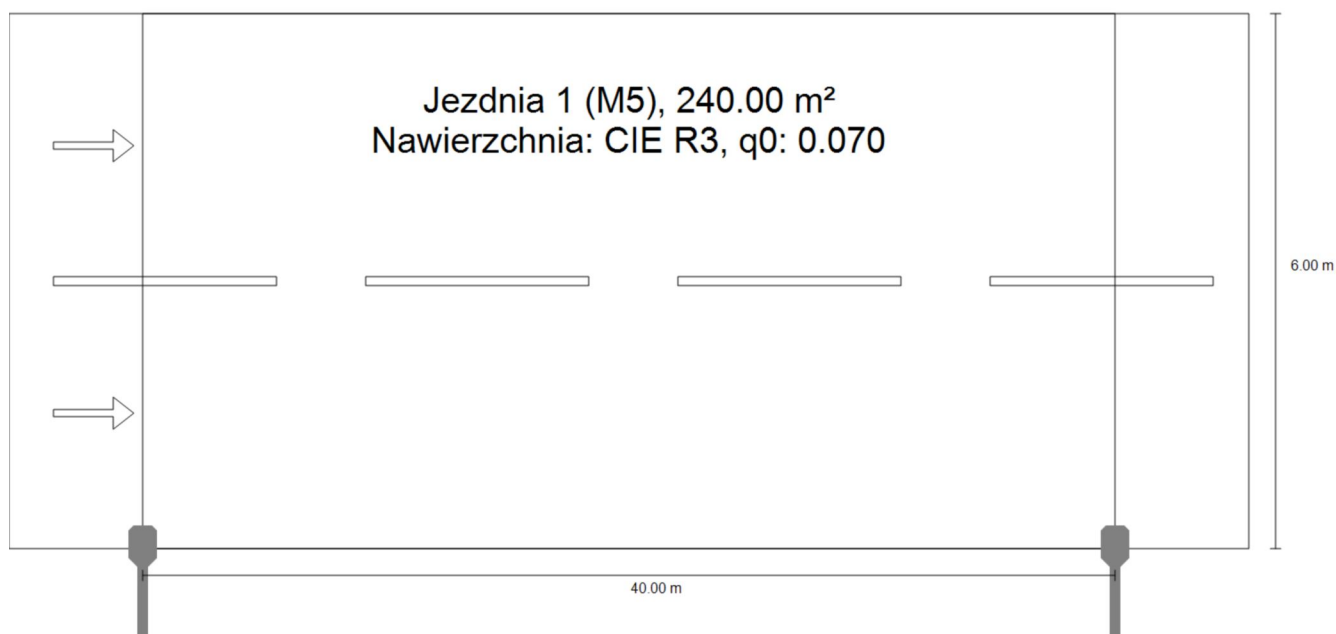 Jezdnia 1 (M5), 240.00 m²
Nawierzchnia: CIE R3, q0: 0.070
6.00 m
40.00 m